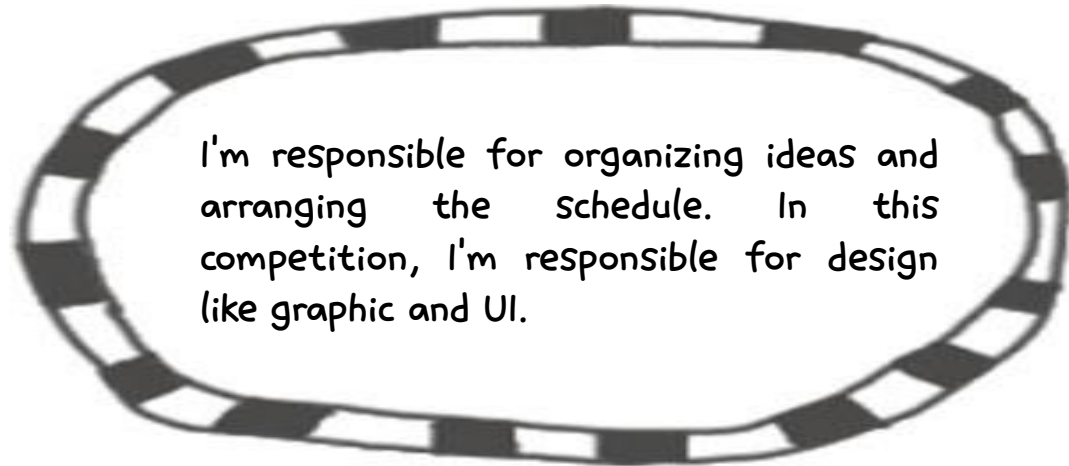 I'm responsible for organizing ideas and
arranging the schedule. In this
competition, I'm responsible for design
like graphic and UI.